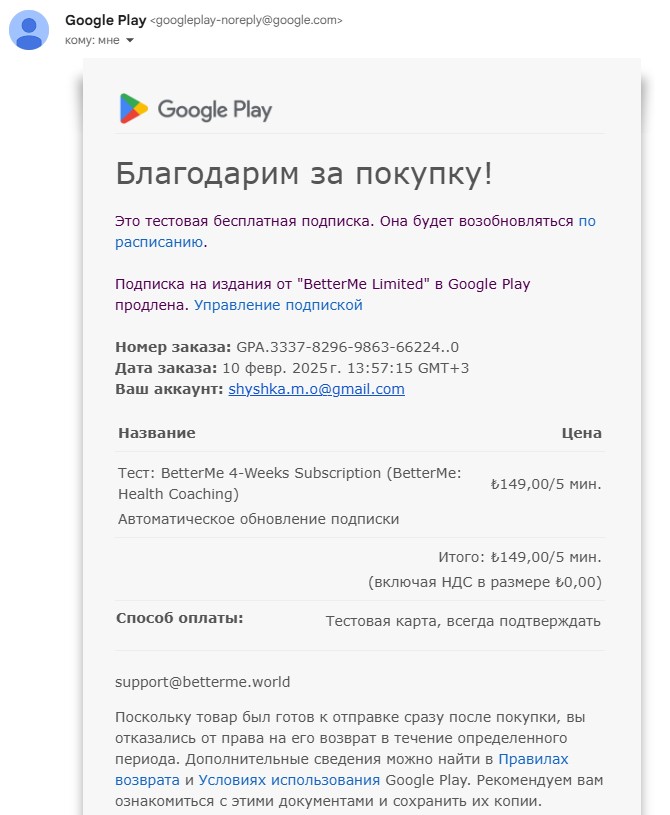 Google Play <googleplay-noreply@google.com>
кому: мне
Google Play
Благодарим за покупку!
Это тестовая бесплатная подписка. Она будет возобновляться по
расписанию.
Подписка на издания от "BetterMe Limited" в Google Play
продлена. Управление подпиской
Номер заказа: GPA.3337-8296-9863-66224..0
Дата заказа: 10 февр. 2025 г. 13:57:15 GMT+3
Ваш аккаунт: shyshka.m.o@gmail.com
Название Цена
Тест: BetterMe 4-Weeks Subscription (BetterMe:
Health Coaching) ₺149,00/5 мин.
Автоматическое обновление подписки
Итого: ₺149,00/5 мин.
(включая НДС в размере ₺0,00)
Способ оплаты: Тестовая карта, всегда подтверждать
support@betterme.world
Поскольку товар был готов к отправке сразу после покупки, вы
отказались от права на его возврат в течение определенного
периода. Дополнительные сведения можно найти в Правилах
возврата и Условиях использования Google Play. Рекомендуем вам
ознакомиться с этими документами и сохранить их копии.